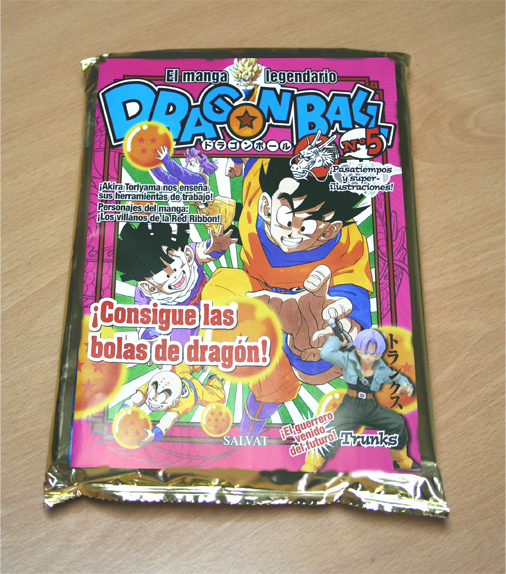 El manga legendario
DRAGON BALL
ドラゴンボール
Nº5
Pasatiempos
y super-
ilustraciones!
¡Akira Toriyama nos enseña
sus herramientas de trabajo!
Personajes del manga:
¡Los villanos de la Red Ribbon!
¡Consigue las
bolas de dragón!
トランクス
¡El guerrero
venido
del futuro!
Trunks
SALVAT